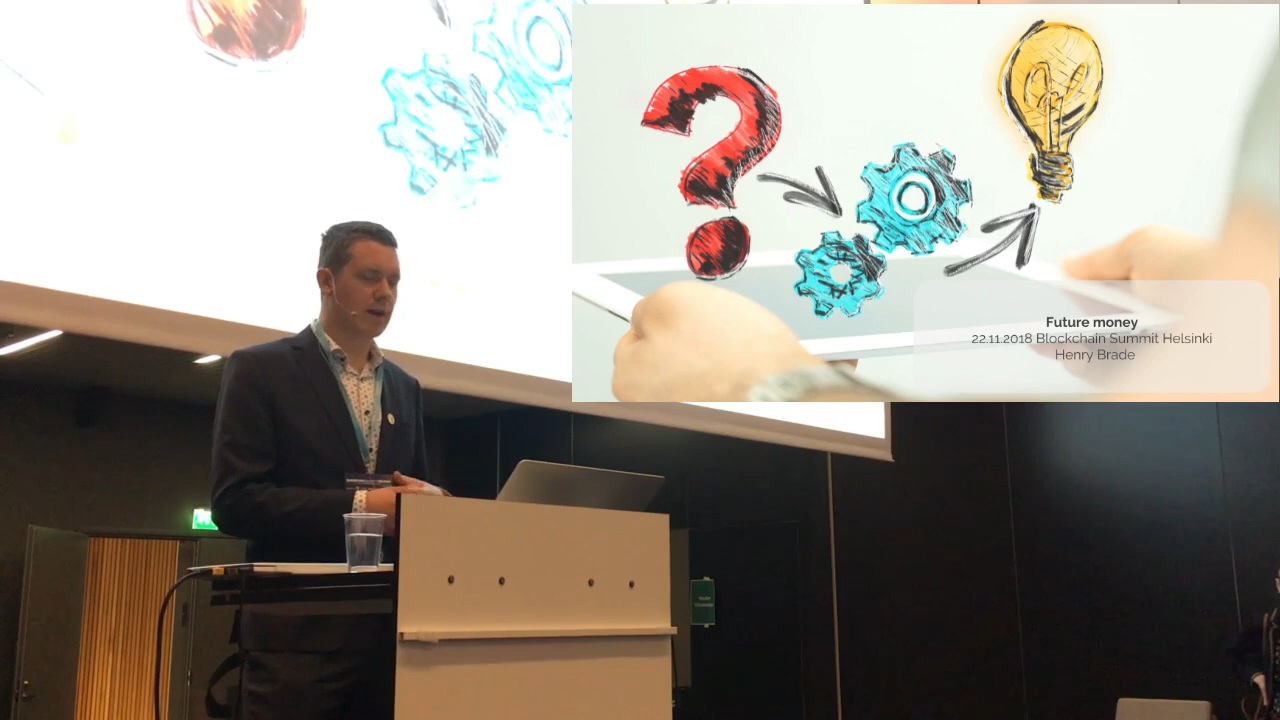 Future money
22.11.2018 Blockchain Summit Helsinki
Henry Brade